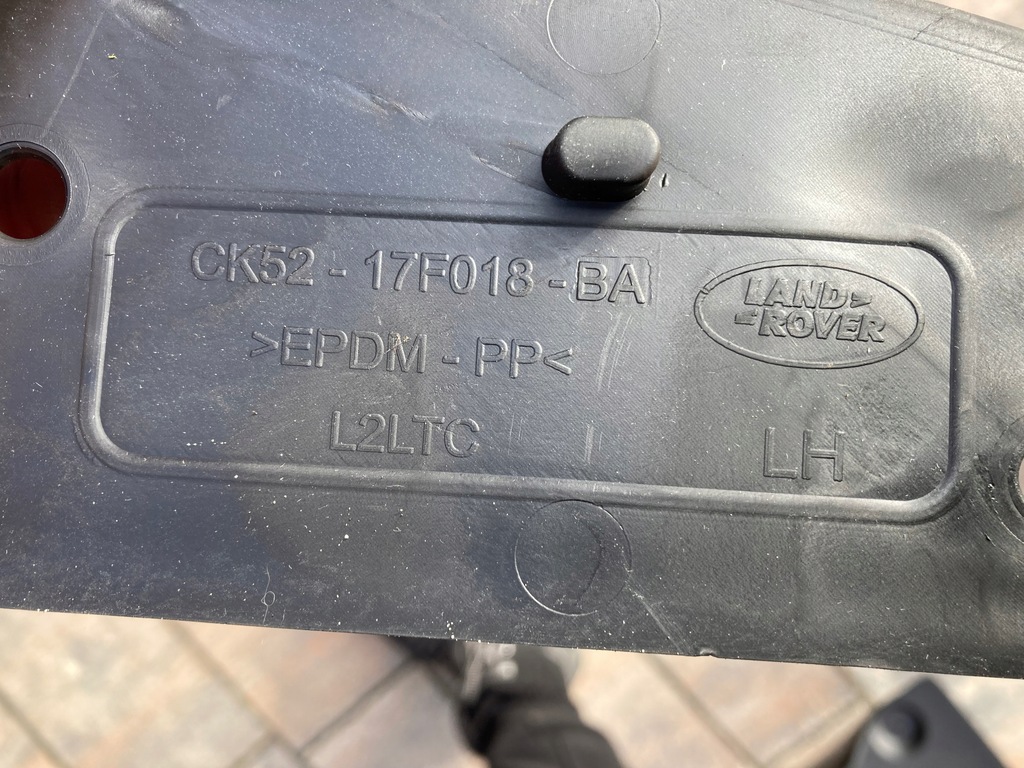 CK52 - 17F018 - BA
LAND
ROVER
>EPDM - PP<
L2LTC
LH